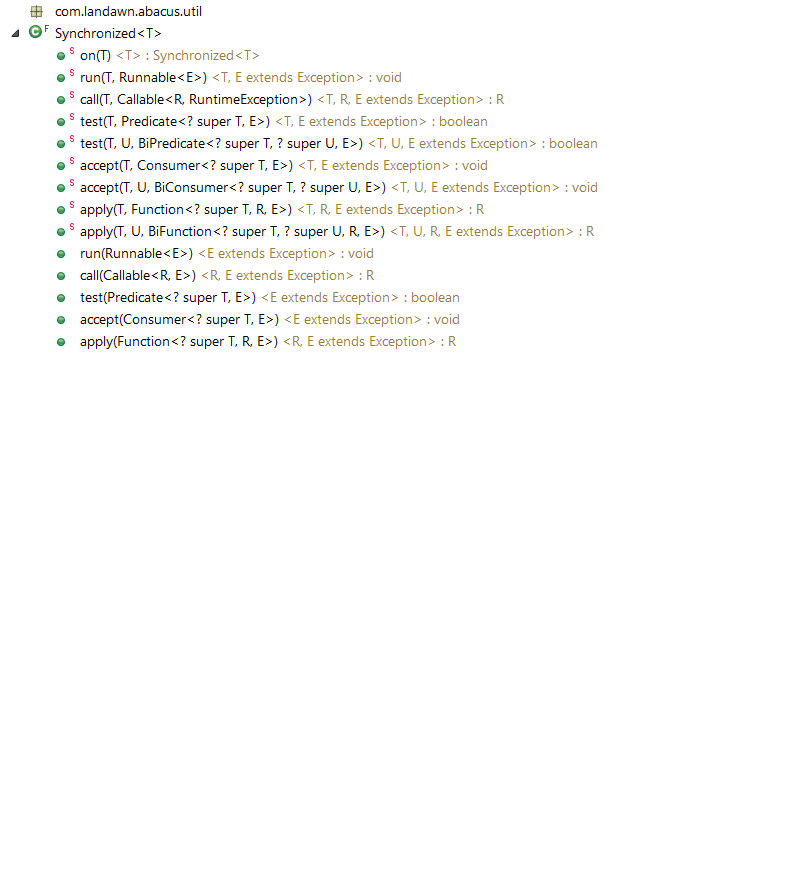 com.landawn.abacus.util
C F Synchronized<T>
S on(T) <T> : Synchronized<T>
S run(T, Runnable<E>) <T, E extends Exception> : void
S call(T, Callable<R, RuntimeException>) <T, R, E extends Exception> : R
S test(T, Predicate<? super T, E>) <T, E extends Exception> : boolean
S test(T, U, BiPredicate<? super T, ? super U, E>) <T, U, E extends Exception> : boolean
S accept(T, Consumer<? super T, E>) <T, E extends Exception> : void
S accept(T, U, BiConsumer<? super T, ? super U, E>) <T, U, E extends Exception> : void
S apply(T, Function<? super T, R, E>) <T, R, E extends Exception> : R
S apply(T, U, BiFunction<? super T, ? super U, R, E>) <T, U, R, E extends Exception> : R
run(Runnable<E>) <E extends Exception> : void
call(Callable<R, E>) <R, E extends Exception> : R
test(Predicate<? super T, E>) <E extends Exception> : boolean
accept(Consumer<? super T, E>) <E extends Exception> : void
apply(Function<? super T, R, E>) <R, E extends Exception> : R